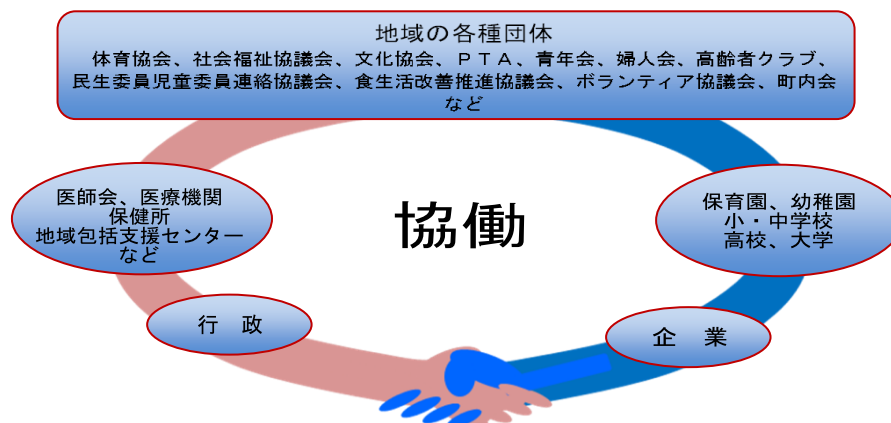 地域の各種団体
体育協会、社会福祉協議会、文化協会、ＰＴＡ、青年会、婦人会、高齢者クラブ、
民生委員児童委員連絡協議会、食生活改善推進協議会、ボランティア協議会、町内会
など
医師会、医療機関
保健所
地域包括支援センター
など
協働
保育園、幼稚園
小・中学校
高校、大学
行　政
企　業